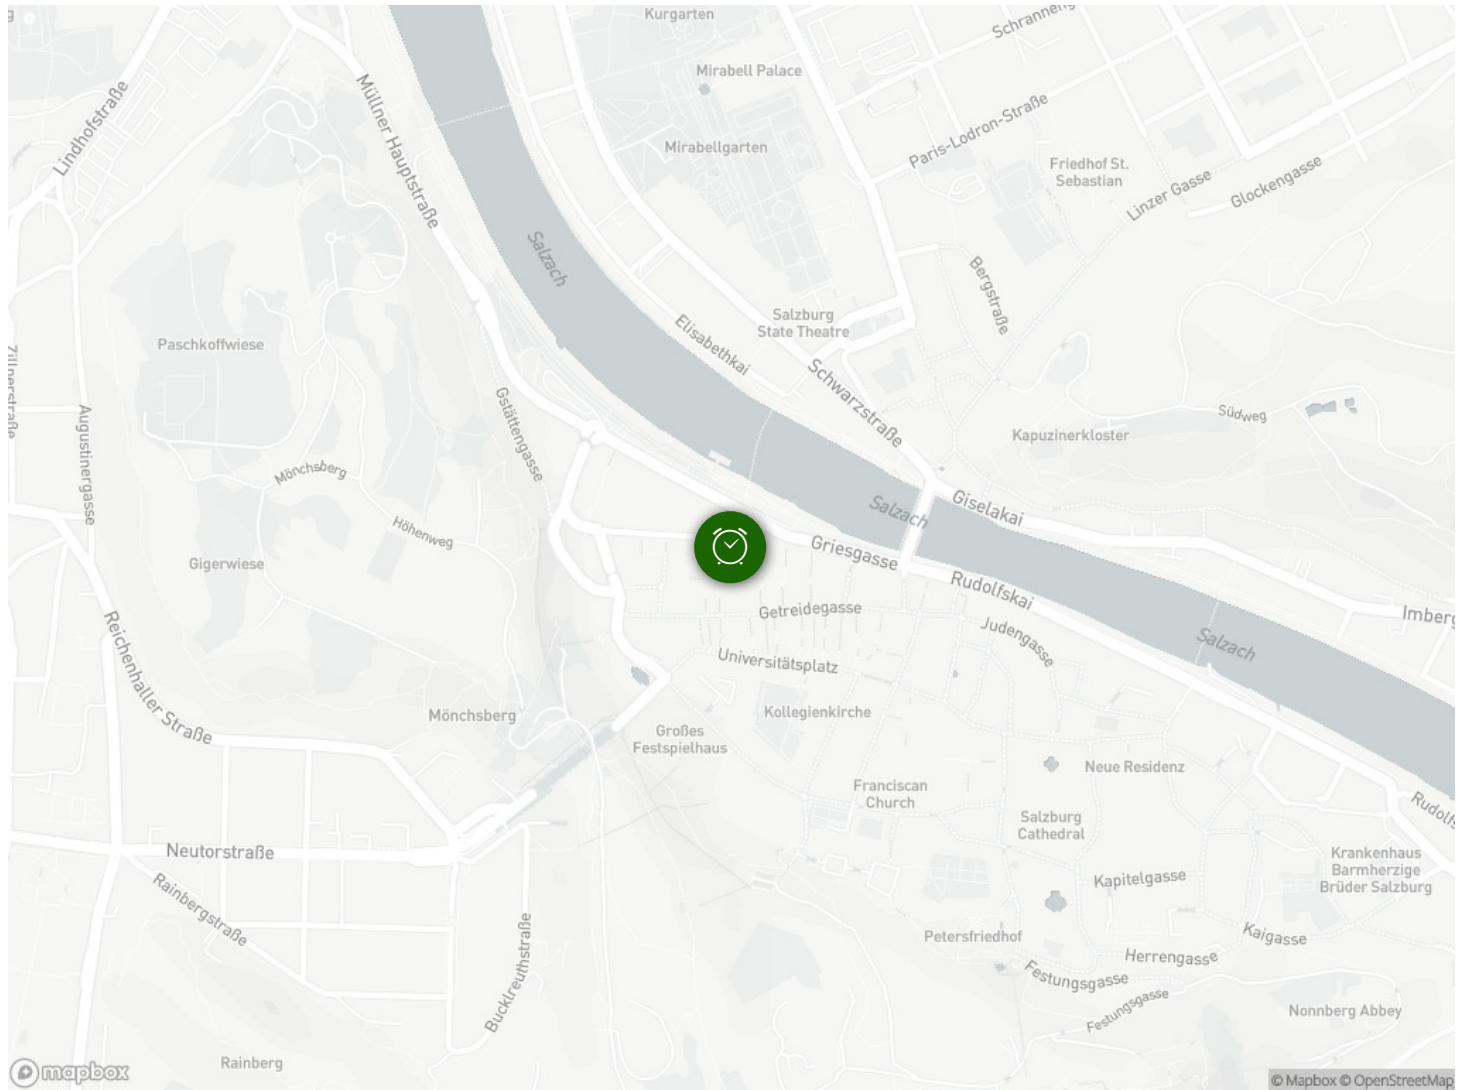 Kurgarten
Schranneng
Mirabell Palace
Lindhofstraße
Müllner Hauptstraße
Paris-Lodron-Straße
Mirabellgarten
Friedhof St.
Sebastian
Linzer Gasse
Glockengasse
Salzach
Bergstraße
Salzburg
State Theatre
Elisabethkai
Paschkoffwiese
Zillnerstraße
Schwarzstraße
Augustinergasse
Gstättengasse
Südweg
Kapuzinerkloster
Mönchsberg
Salzach
Giselakai
Höhenweg
Gigerwiese
Griesgasse
Rudolfskai
Getreidegasse
Imberg
Judengasse
Salzach
Reichenhaller Straße
Universitätsplatz
Mönchsberg
Kollegienkirche
Großes
Festspielhaus
Neue Residenz
Franciscan
Church
Rudolfs
Salzburg
Cathedral
Neutorstraße
Krankenhaus
Barmherzige
Brüder Salzburg
Kapitelgasse
Rainbergstraße
Petersfriedhof
Kaigasse
Herrengasse
Bucklreuthstraße
Festungsgasse
Festungsgasse
Nonnberg Abbey
Rainberg
mapbox
© Mapbox © OpenStreetMap